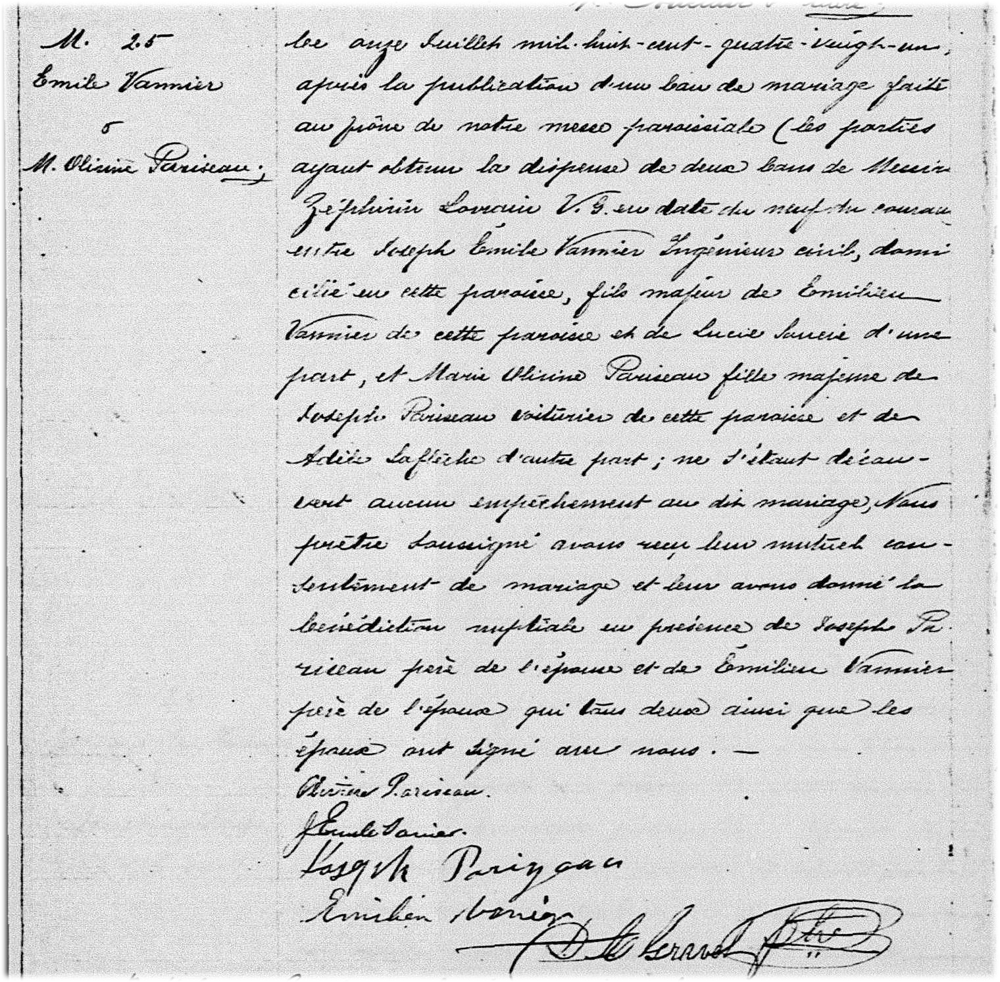 M. 25
Emile Vannier
&
M. Olivine Pariseau.
Le onze Juillet mil-huit-cent-quatre-vingt-un,
après la publication d'un ban de mariage faite
au prône de notre messe paroissiale (les parties
ayant obtenu la dispense de deux bans de Messire
Zéphirin Lorrain V. G. en date du neuf du courant
entre Joseph Émile Vannier Ingénieur civil, domi
cilié en cette paroisse, fils majeur de Emilien
Vannier de cette paroisse et de Lucie Saucié d'une
part, et Marie Olivine Pariseau fille majeure de
Joseph Pariseau voiturier de cette paroisse et de
Adèle Laflèche d'autre part; ne s'étant décou-
vert aucun empêchement au dit mariage, Nous
prêtre soussigné avons reçu leur mutuel con-
sentement de mariage et leur avons donné la
bénédiction nuptiale en présence de Joseph Pa-
riseau père de l'épouse et de Émilien Vannier
père de l'époux qui tous deux ainsi que les
époux ont signé avec nous. —
Olivine Pariseau.
J Emile Vanier.
Joseph Parizeau
Emilien Vanier
Ptre